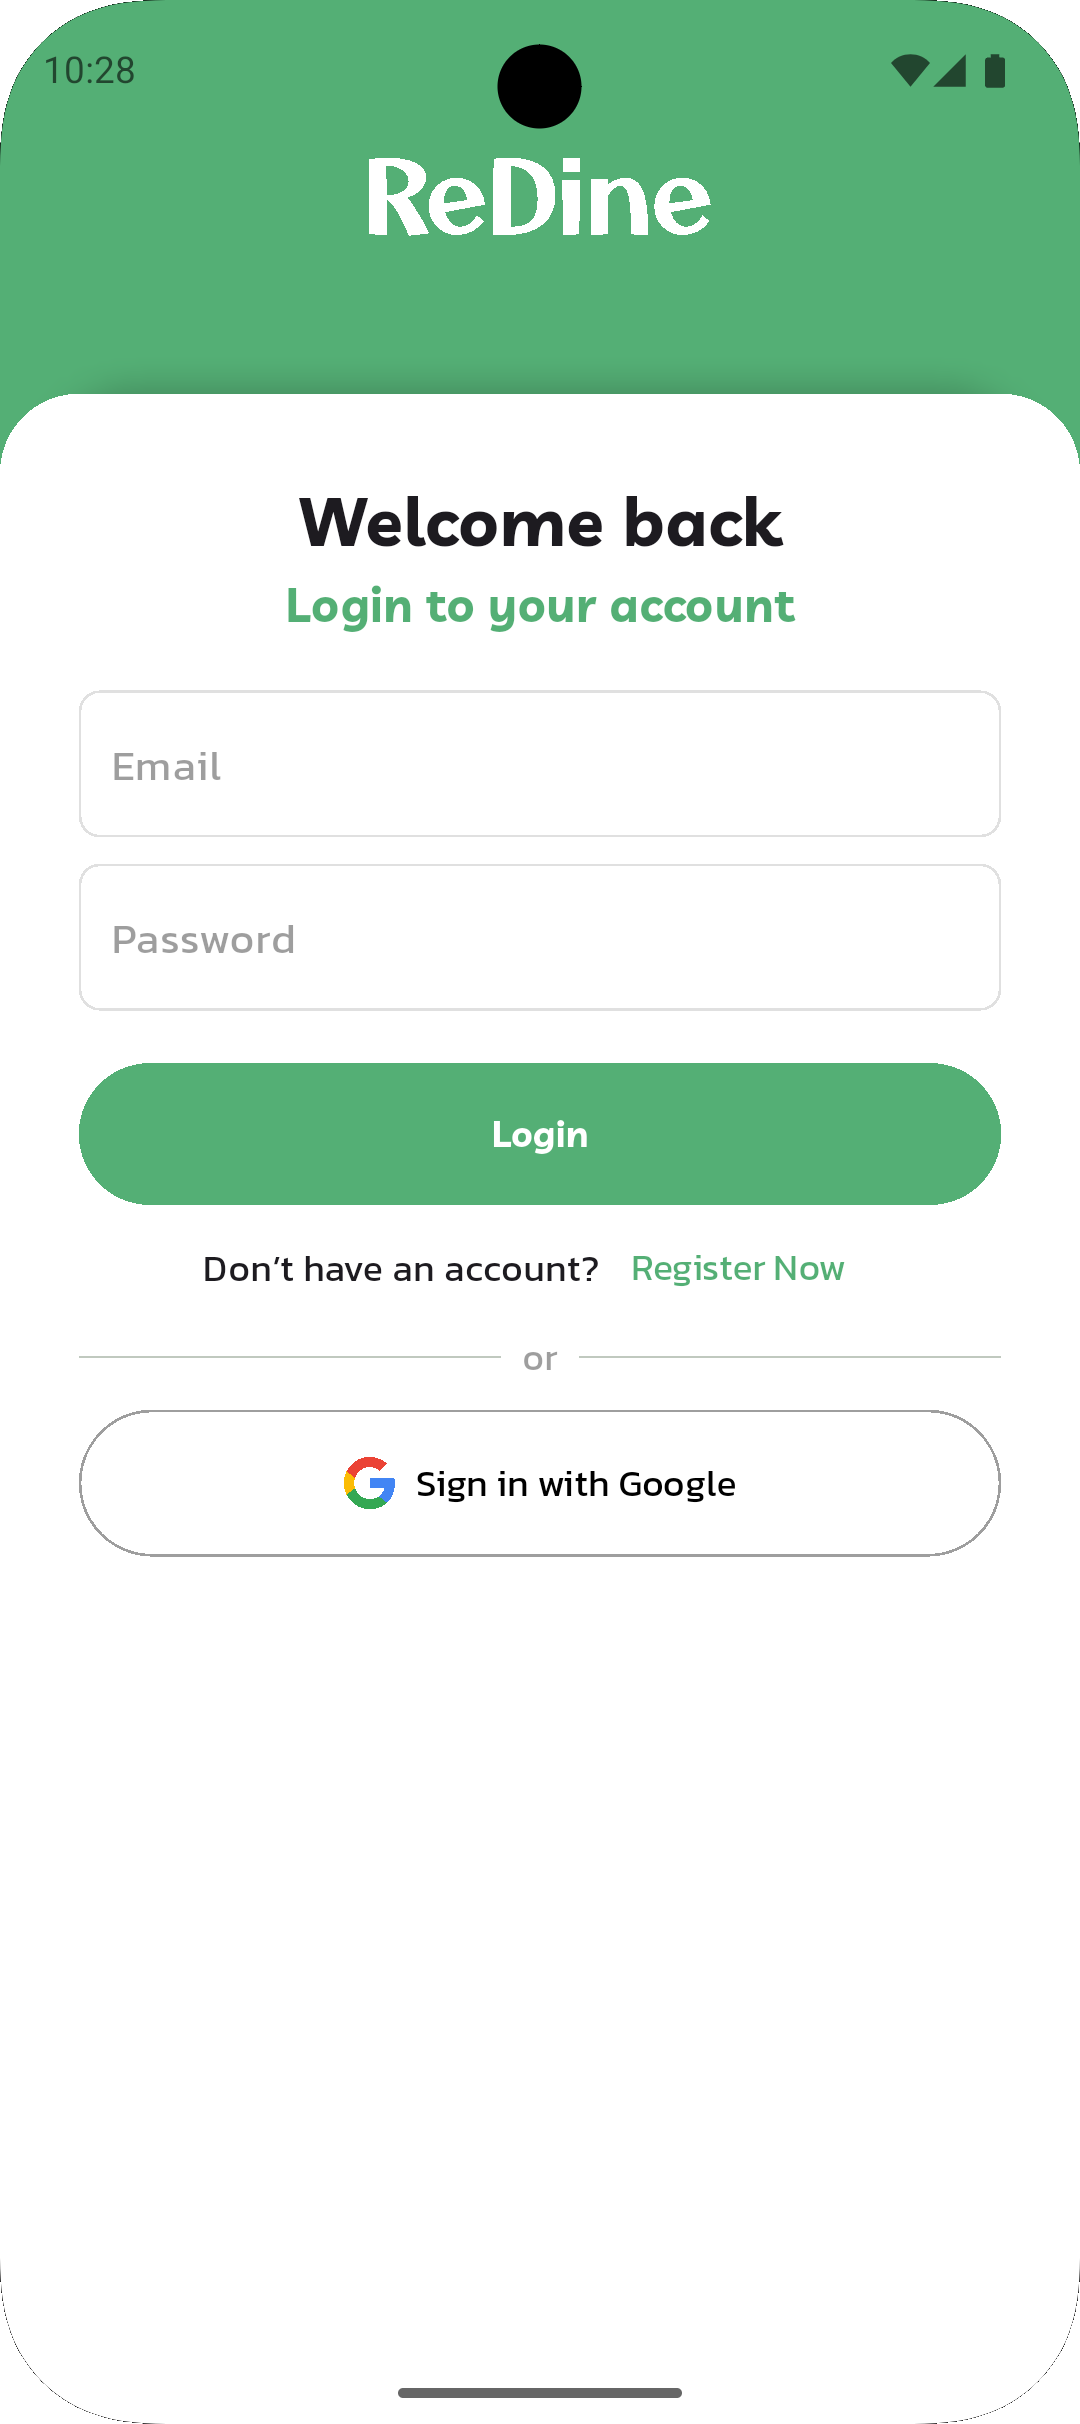 10:28
ReDine
Welcome back
Login to your account
Email
Password
Login
Don’t have an account? Register Now
or
Sign in with Google